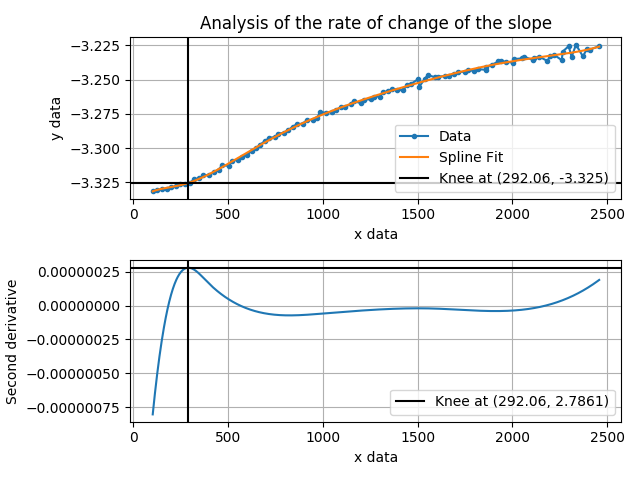 Analysis of the rate of change of the slope
y data
−3.225
−3.250
−3.275
−3.300
−3.325
Data
Spline Fit
Knee at (292.06, -3.325)
0 500 1000 1500 2000 2500
x data
Second derivative
0.00000025
0.00000000
−0.00000025
−0.00000050
−0.00000075
Knee at (292.06, 2.7861)
0 500 1000 1500 2000 2500
x data